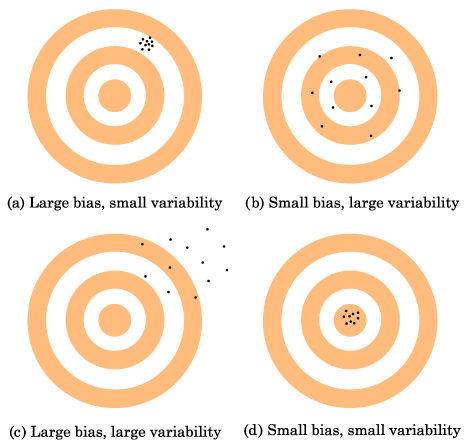 (a) Large bias, small variability
(b) Small bias, large variability
(c) Large bias, large variability
(d) Small bias, small variability